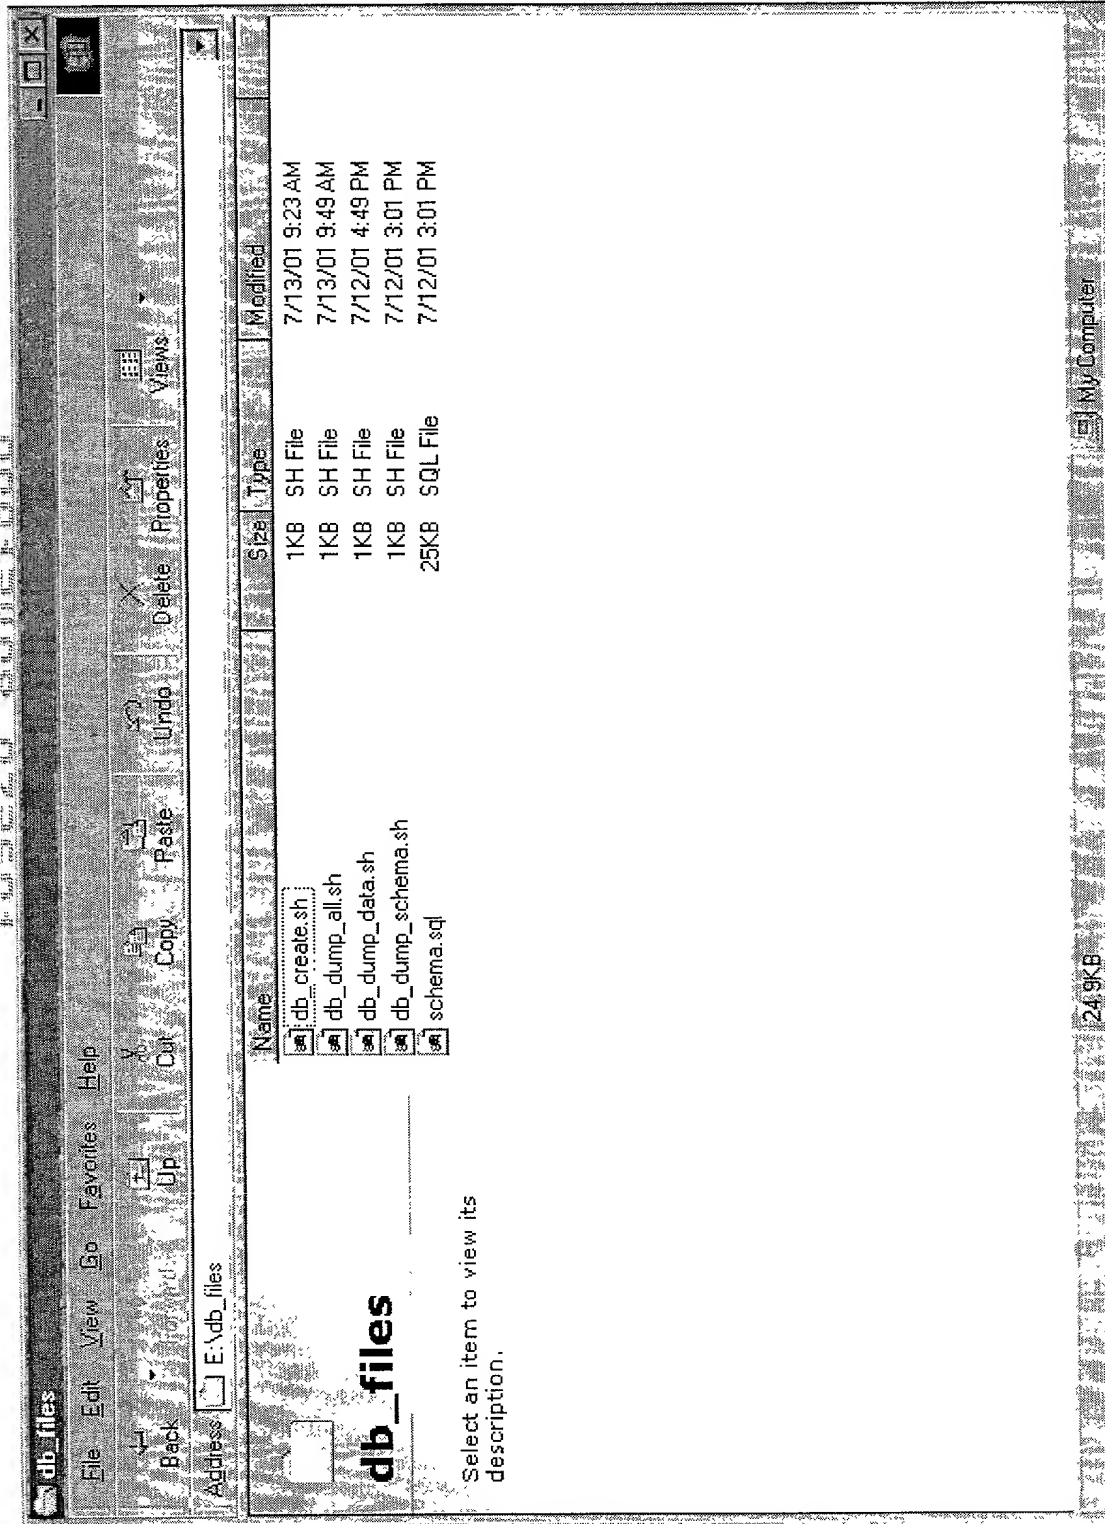 db_files
File Edit View Go Favorites Help
Back Forward Up Cut Copy Paste Undo Delete Properties Views
Address E:\db_files
Name Size Type Modified
db_create.sh 1KB SH File 7/13/01 9:23 AM
db_dump_all.sh 1KB SH File 7/13/01 9:49 AM
db_dump_data.sh 1KB SH File 7/12/01 4:49 PM
db_dump_schema.sh 1KB SH File 7/12/01 3:01 PM
schema.sql 25KB SQL File 7/12/01 3:01 PM
db_files
Select an item to view its
description.
24.9KB My Computer